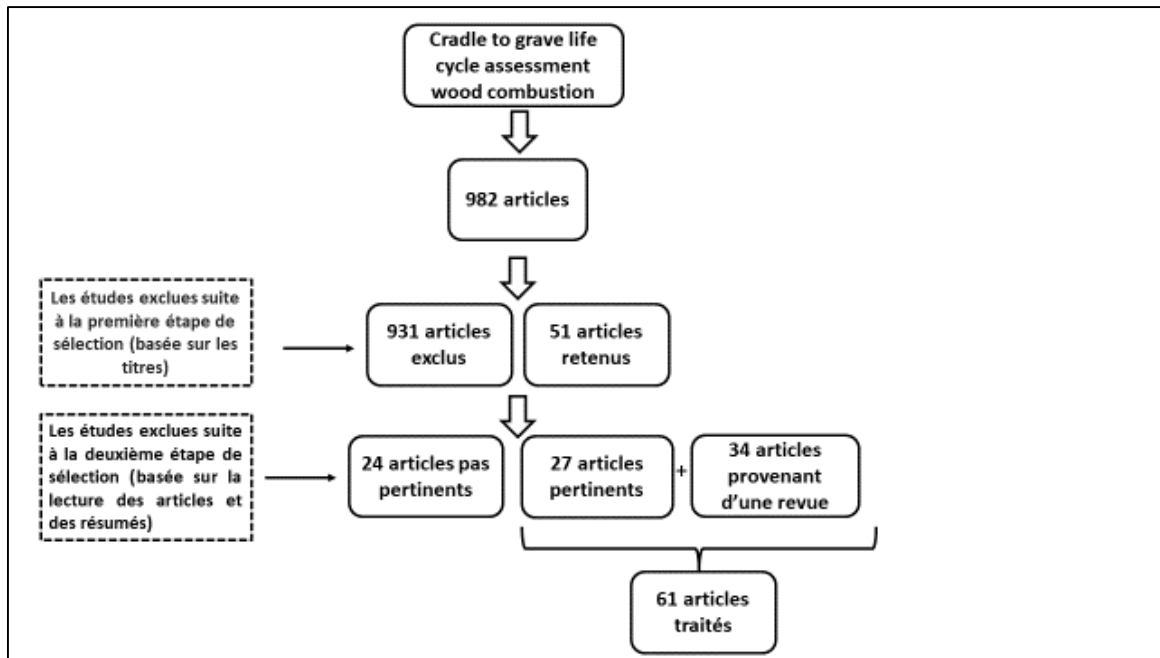 Cradle to grave life
cycle assessment
wood combustion
982 articles
Les études exclues suite
à la première étape de
sélection (basée sur les
titres)
931 articles
exclus
51 articles
retenus
Les études exclues suite
à la deuxième étape de
sélection (basée sur la
lecture des articles et
des résumés)
24 articles pas
pertinents
27 articles
pertinents
+
34 articles
provenant
d'une revue
61 articles
traités